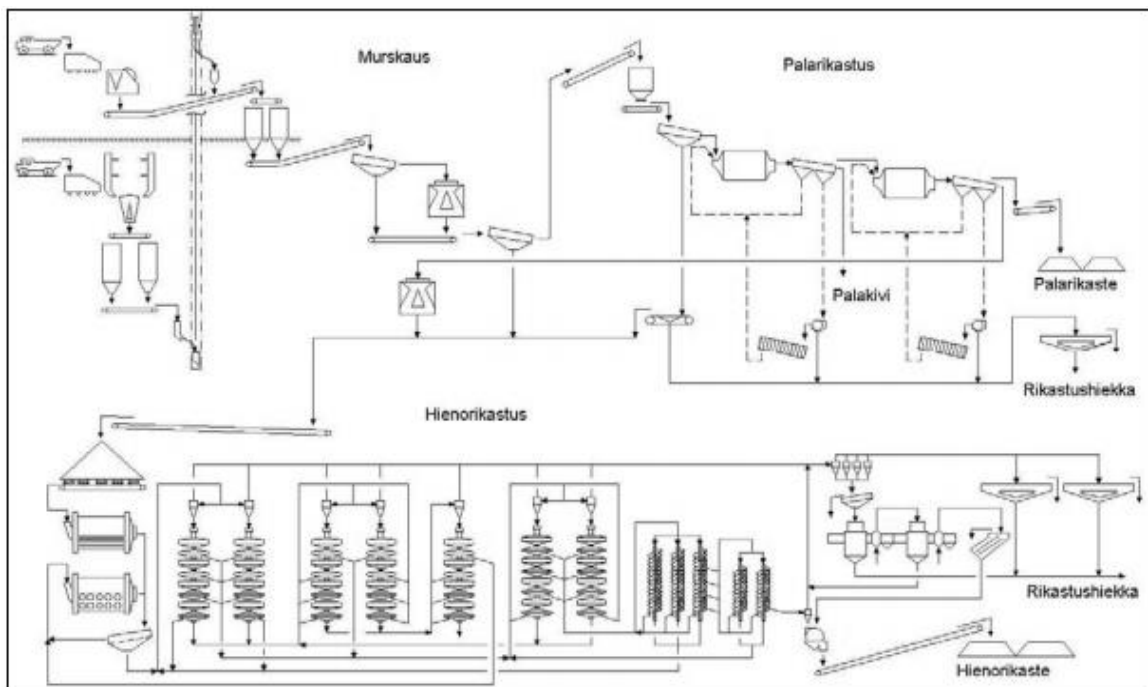 Murskaus
Palarikastus
Palakivi
Palarikaste
Rikastushiekka
Hienorikastus
Rikastushiekka
Hienorikaste